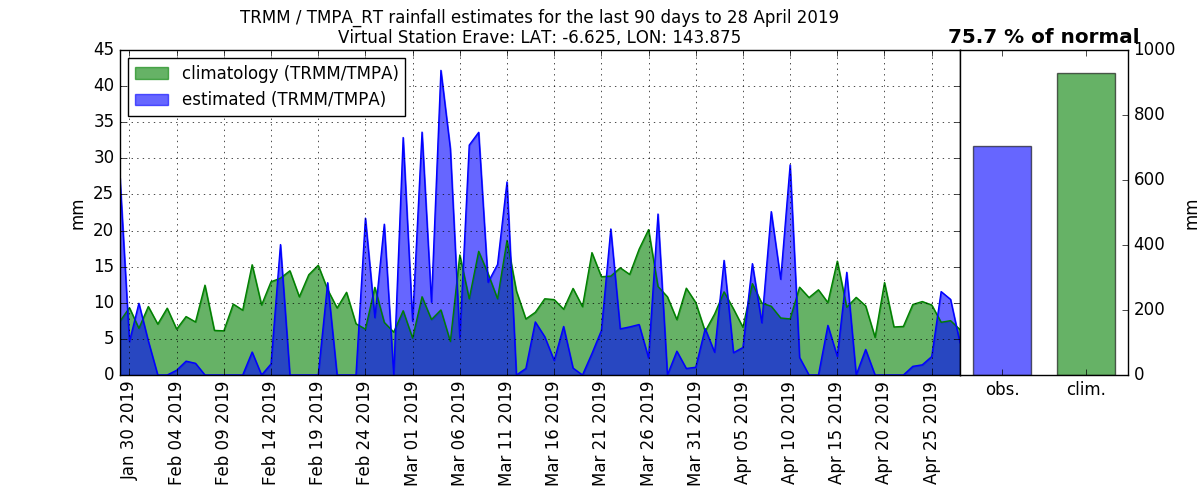 TRMM / TMPA_RT rainfall estimates for the last 90 days to 28 April 2019
Virtual Station Erave: LAT: -6.625, LON: 143.875
75.7 % of normal
climatology (TRMM/TMPA)
estimated (TRMM/TMPA)
mm
45
40
35
30
25
20
15
10
5
0
Jan 30 2019
Feb 04 2019
Feb 09 2019
Feb 14 2019
Feb 19 2019
Feb 24 2019
Mar 01 2019
Mar 06 2019
Mar 11 2019
Mar 16 2019
Mar 21 2019
Mar 26 2019
Mar 31 2019
Apr 05 2019
Apr 10 2019
Apr 15 2019
Apr 20 2019
Apr 25 2019
obs.
clim.
1000
800
600
400
200
0
mm